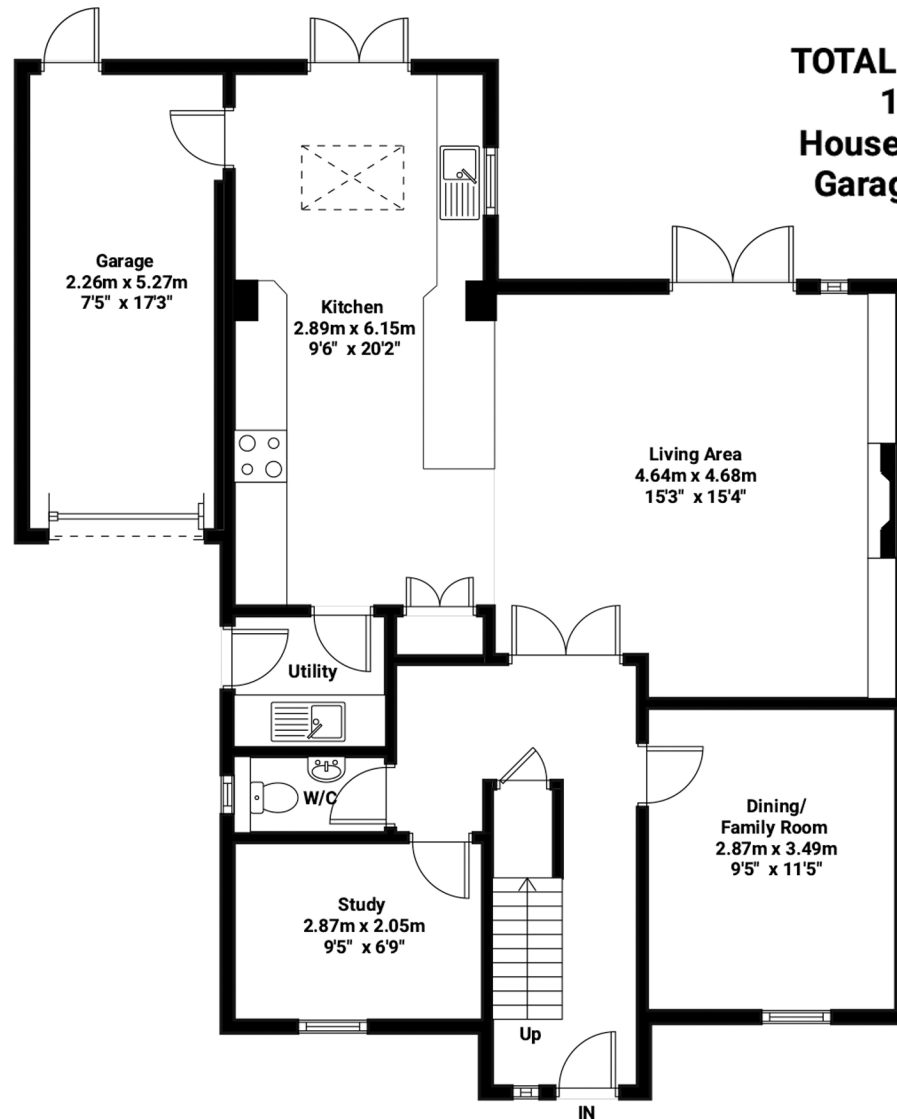 TOTAL
1
House
Garag
Garage
2.26m x 5.27m
7'5" x 17'3"
Kitchen
2.89m x 6.15m
9'6" x 20'2"
Living Area
4.64m x 4.68m
15'3" x 15'4"
Utility
W/C
Dining/
Family Room
2.87m x 3.49m
9'5" x 11'5"
Study
2.87m x 2.05m
9'5" x 6'9"
Up
IN